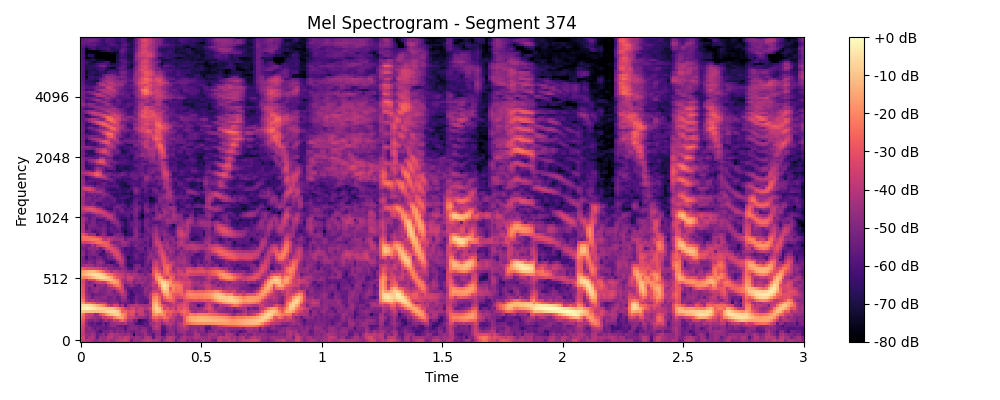 Mel Spectrogram - Segment 374
Frequency
4096
2048
1024
512
0
0
0.5
1
1.5
2
2.5
3
Time
+0 dB
-10 dB
-20 dB
-30 dB
-40 dB
-50 dB
-60 dB
-70 dB
-80 dB